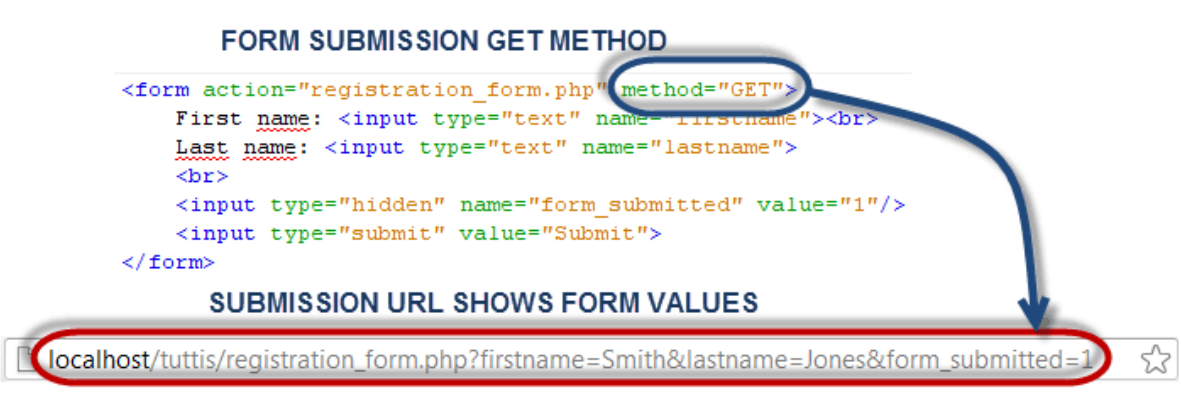 FORM SUBMISSION GET METHOD
<form action="registration_form.php" method="GET">
First name: <input type="text" name="firstname"><br>
Last name: <input type="text" name="lastname">
<br>
<input type="hidden" name="form_submitted" value="1"/>
<input type="submit" value="Submit">
</form>
SUBMISSION URL SHOWS FORM VALUES
localhost/tuttis/registration_form.php?firstname=Smith&lastname=Jones&form_submitted=1